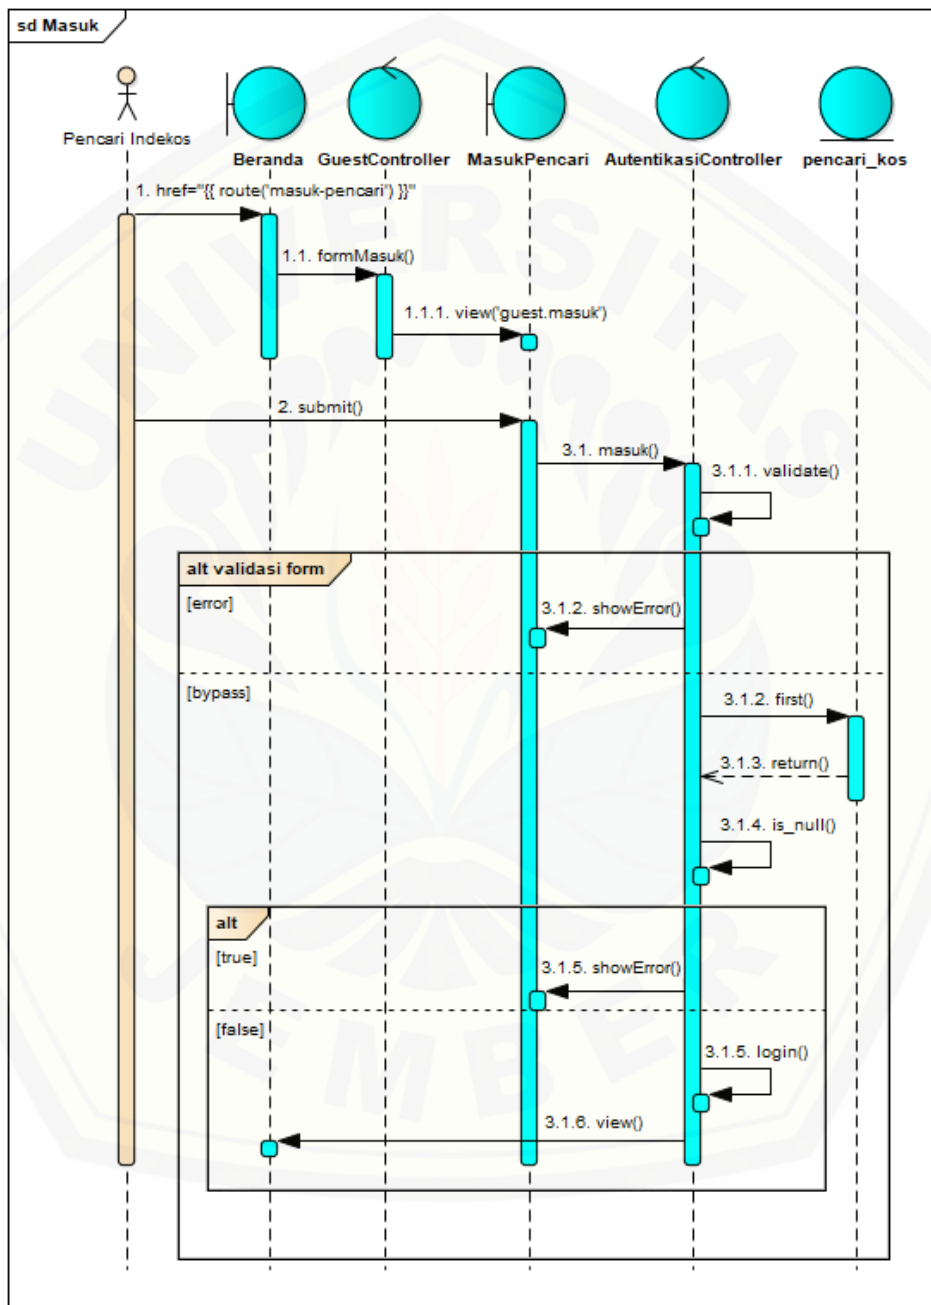 sd Masuk
Pencari Indekos
Beranda
GuestController
MasukPencari
AutentikasiController
pencari_kos
1. href="{{ route('masuk-pencari') }}"
1.1. formMasuk()
1.1.1. view('guest.masuk')
2. submit()
3.1. masuk()
3.1.1. validate()
alt validasi form
[error]
3.1.2. showError()
[bypass]
3.1.2. first()
3.1.3. return()
3.1.4. is_null()
alt
[true]
3.1.5. showError()
[false]
3.1.5. login()
3.1.6. view()
UNIVERSITAS
JEMBER